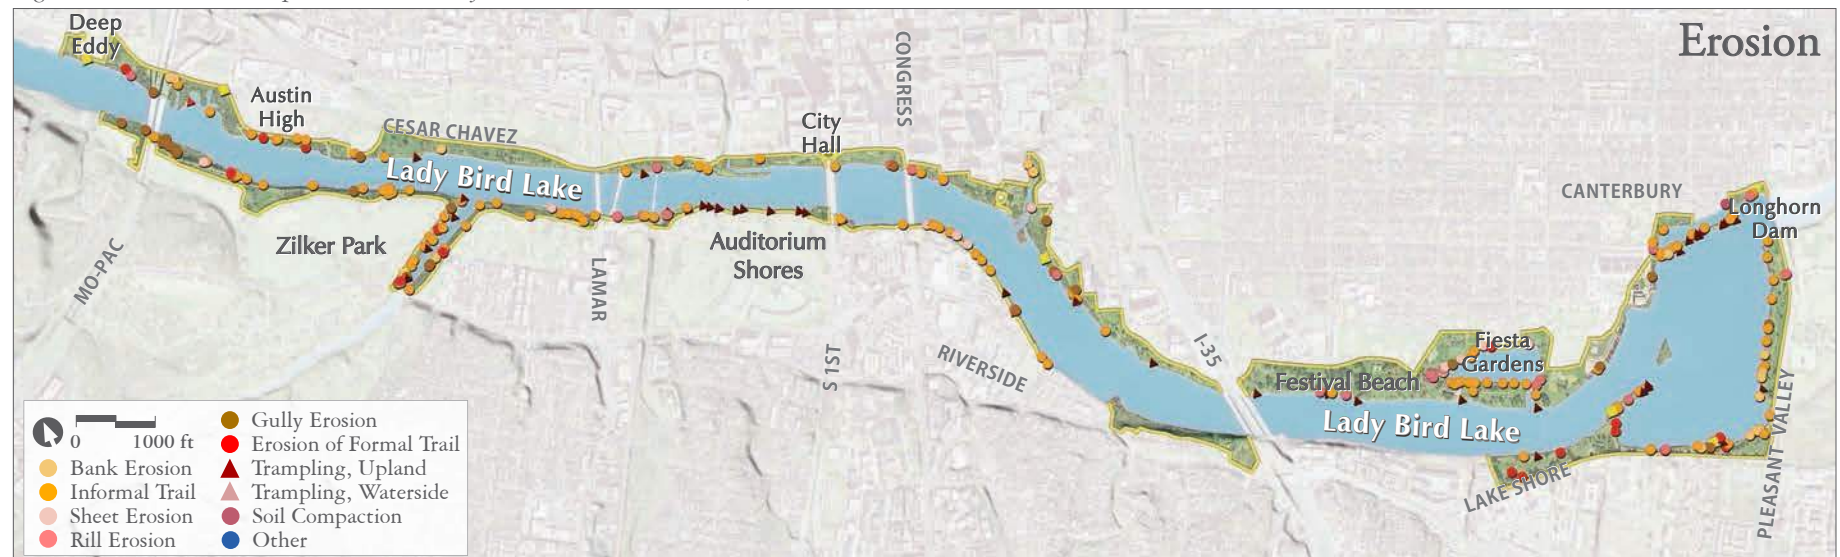 Erosion
Deep
Eddy
Austin
High
CESAR CHAVEZ
City
Hall
CONGRESS
Lady Bird Lake
CANTERBURY
Longhorn
Dam
Zilker Park
MO-PAC
LAMAR
Auditorium
Shores
S 1ST
RIVERSIDE
I-35
Festival Beach
Fiesta
Gardens
Lady Bird Lake
LAKE SHORE
PLEASANT VALLEY
0 1000 ft
Bank Erosion
Informal Trail
Sheet Erosion
Rill Erosion
Gully Erosion
Erosion of Formal Trail
Trampling, Upland
Trampling, Waterside
Soil Compaction
Other